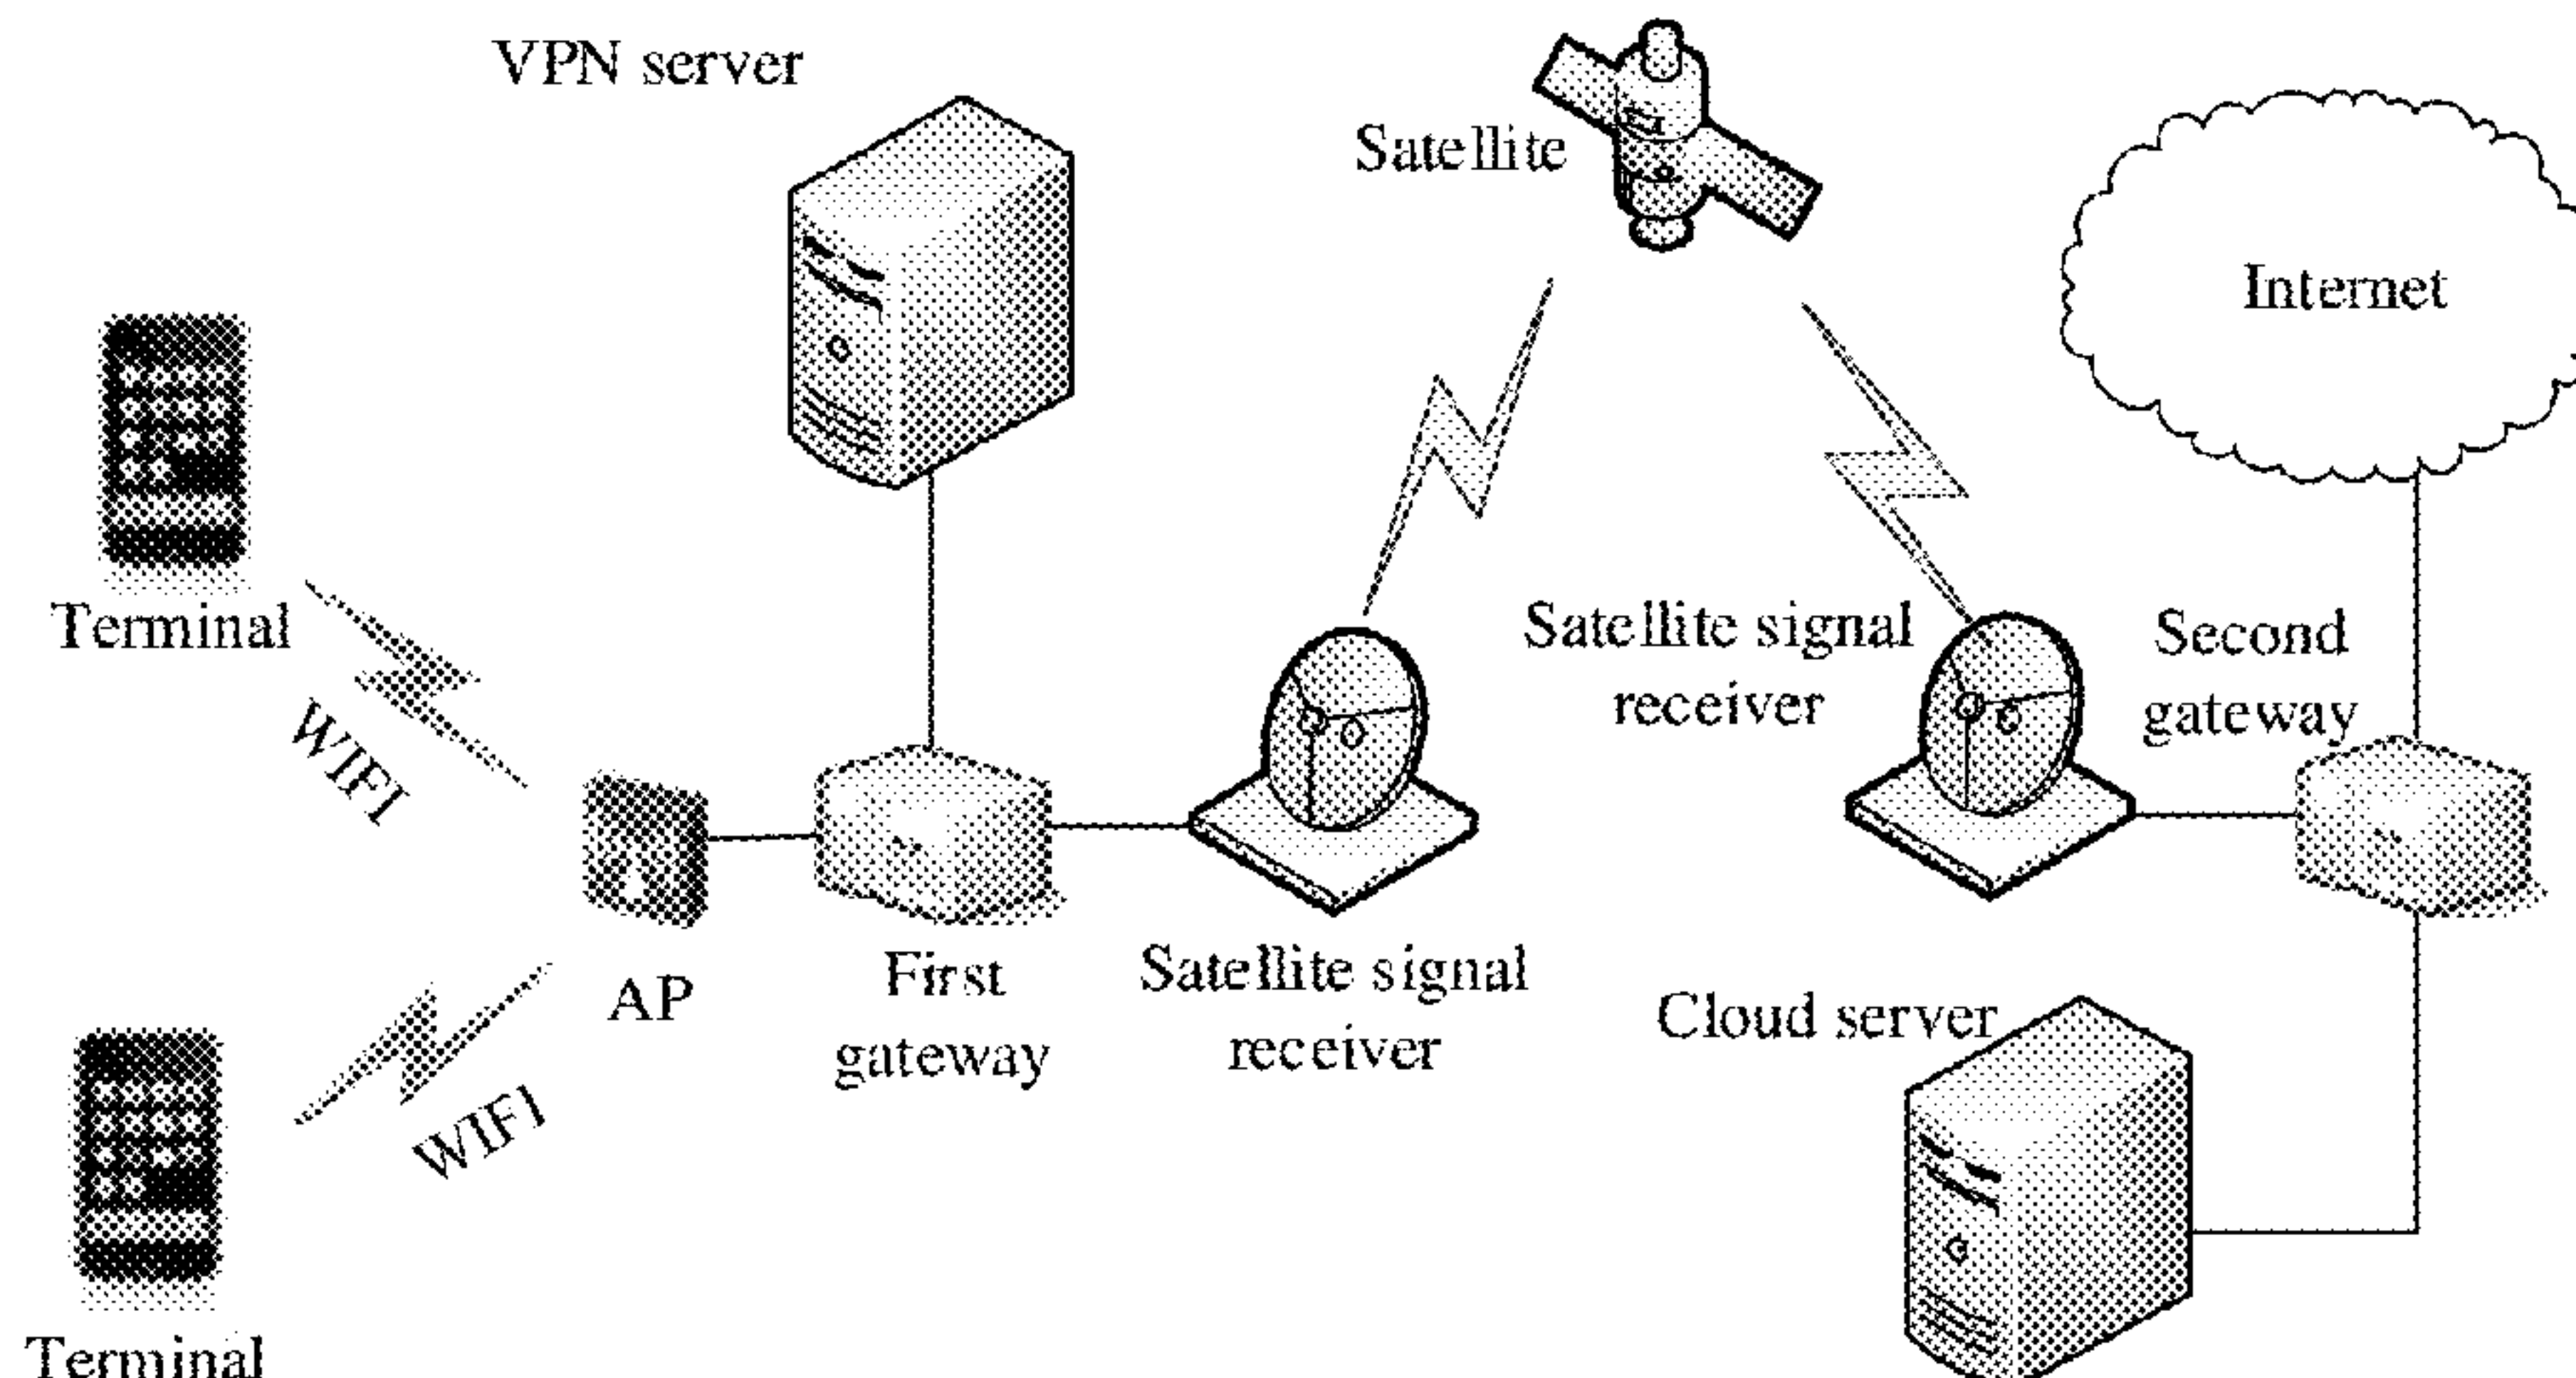 VPN server
Satellite
Internet
Terminal
WIFI
Satellite signal
receiver
Second
gateway
AP
First
gateway
Satellite signal
receiver
Cloud server
WIFI
Terminal